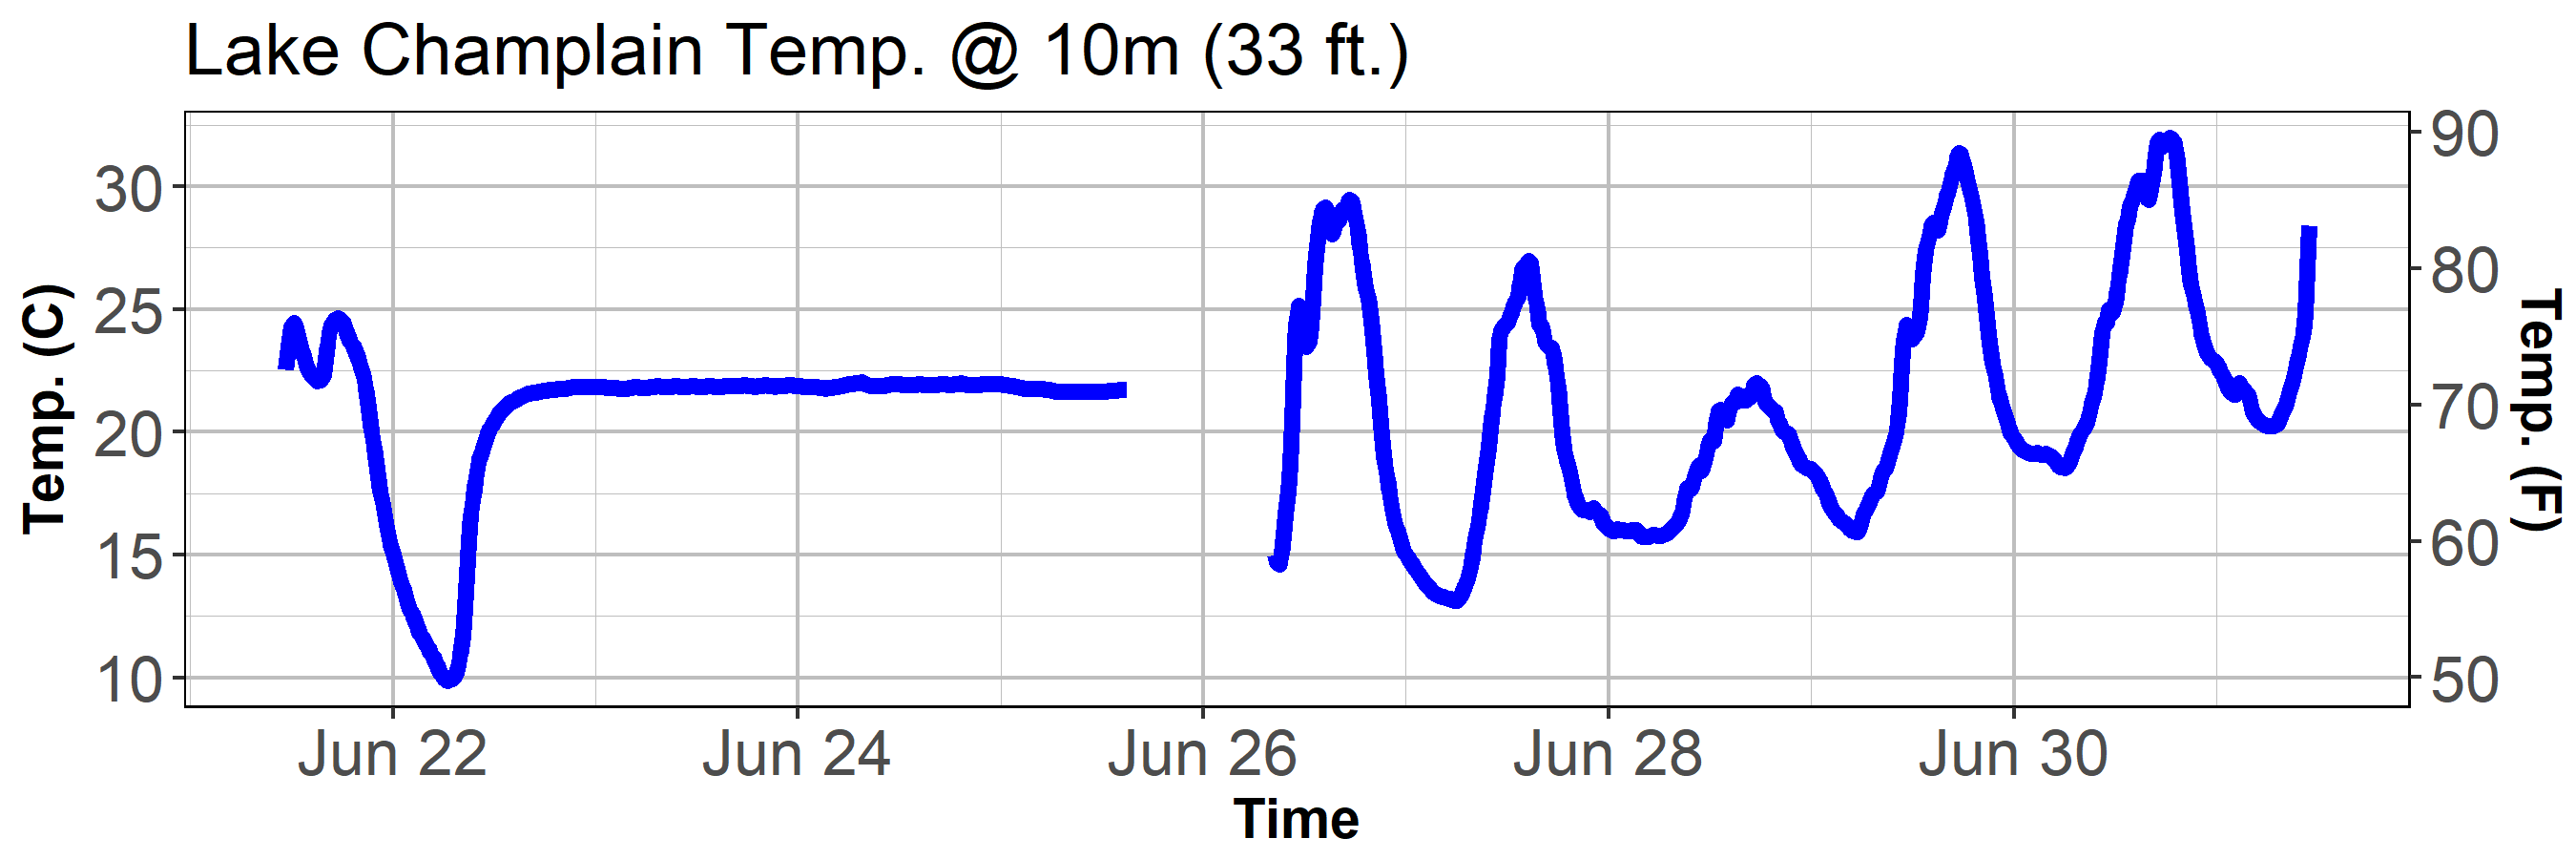 Lake Champlain Temp. @ 10m (33 ft.)
Temp. (C)
30
25
20
15
10
90
80
70
60
50
Temp. (F)
Jun 22 Jun 24 Jun 26 Jun 28 Jun 30
Time